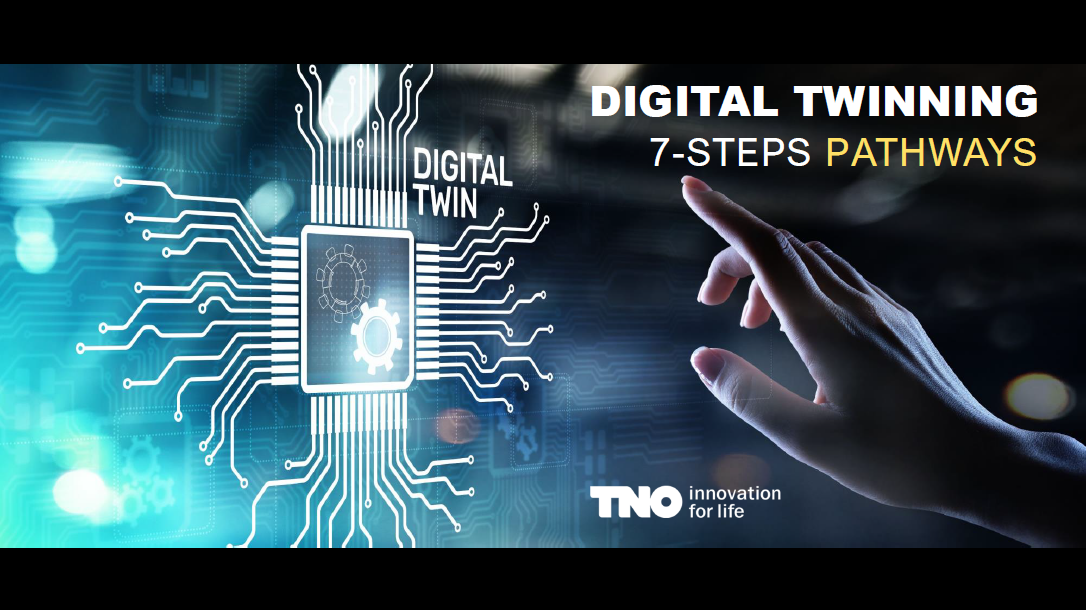 DIGITAL TWINNING
7-STEPS PATHWAYS
DIGITAL
TWIN
TNO innovation
for life